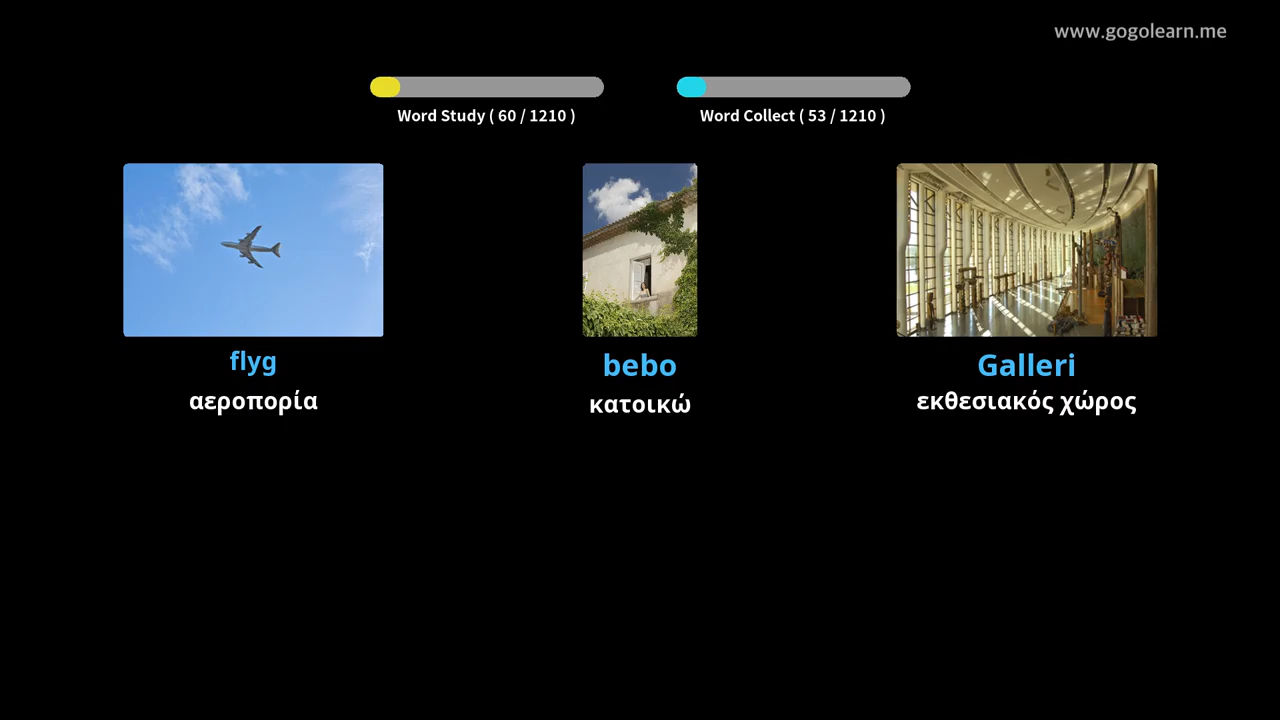 www.gogolearn.me
Word Study ( 60 / 1210 )
Word Collect ( 53 / 1210 )
flyg
αεροπορία
bebo
κατοικώ
Galleri
εκθεσιακός χώρος